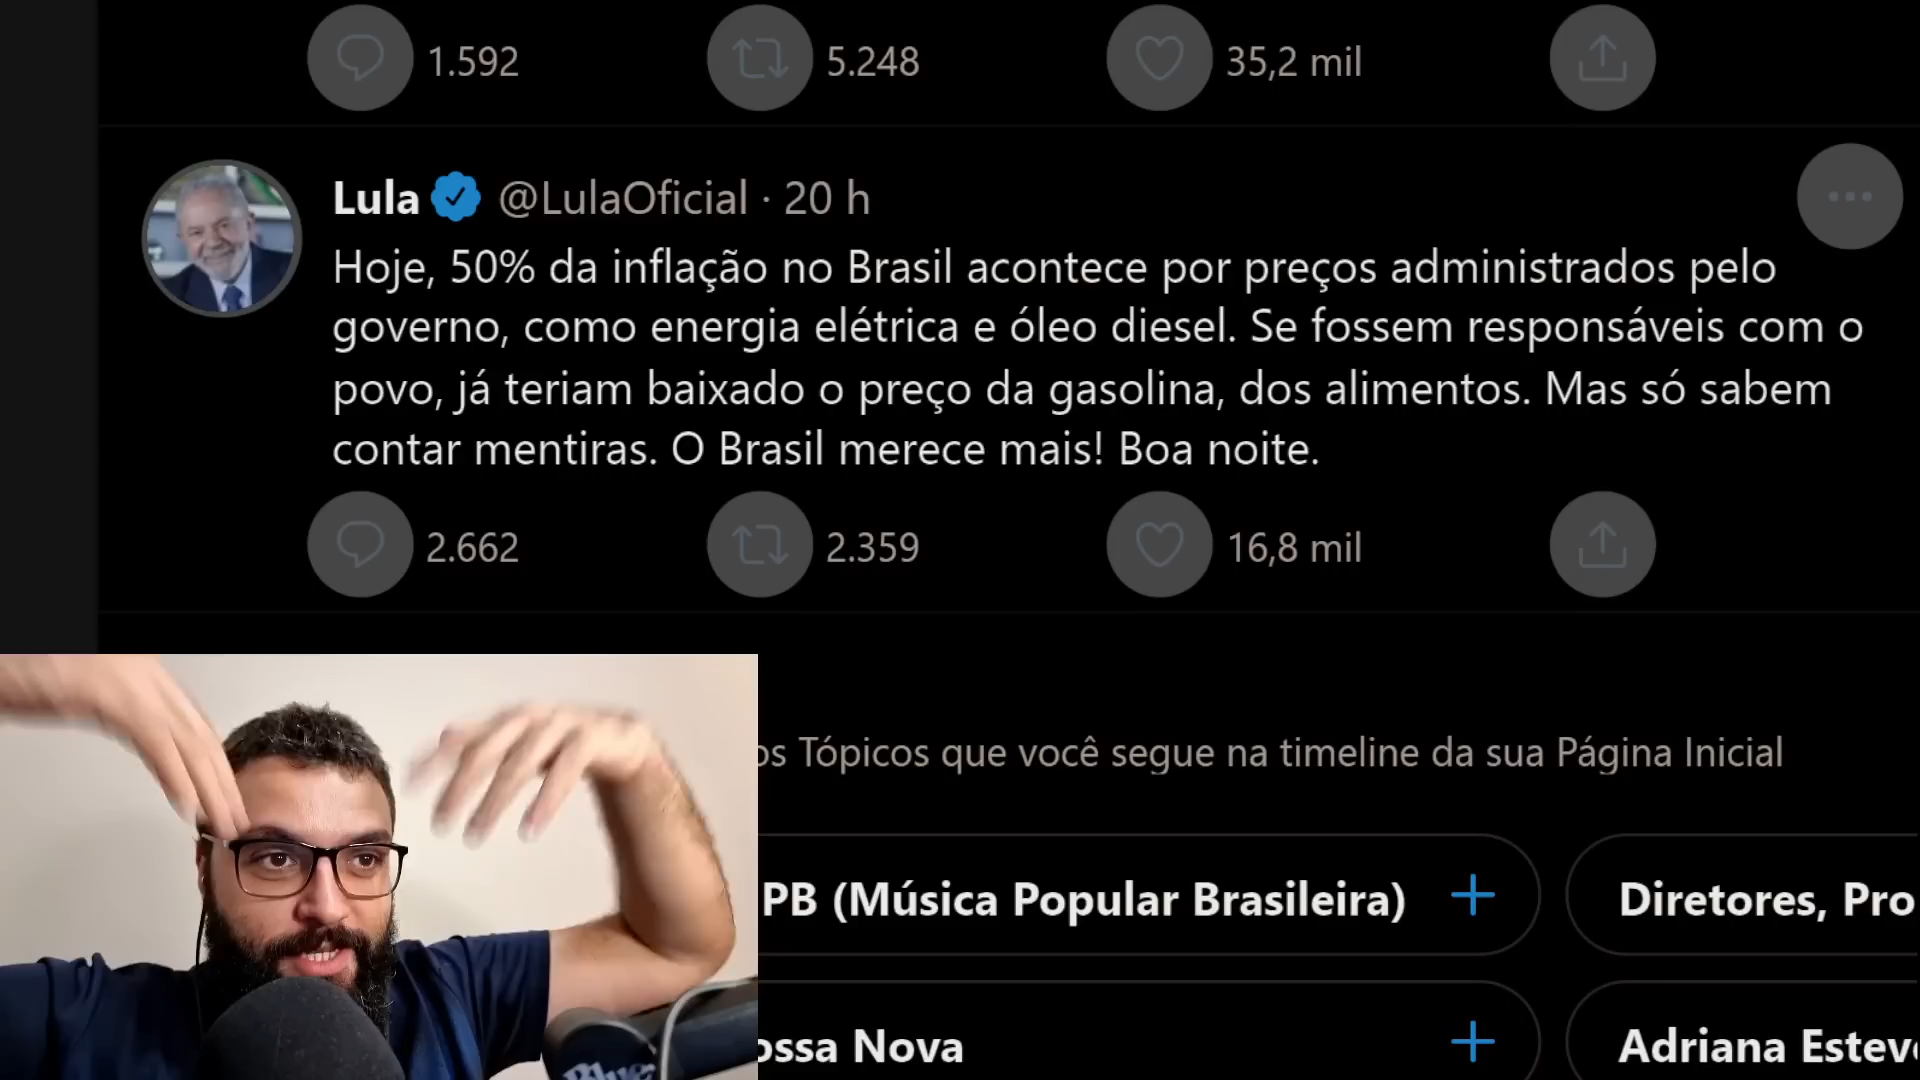 1.592 5.248 35,2 mil
Lula @LulaOficial · 20 h
Hoje, 50% da inflação no Brasil acontece por preços administrados pelo
governo, como energia elétrica e óleo diesel. Se fossem responsáveis com o
povo, já teriam baixado o preço da gasolina, dos alimentos. Mas só sabem
contar mentiras. O Brasil merece mais! Boa noite.
2.662 2.359 16,8 mil
os Tópicos que você segue na timeline da sua Página Inicial
PB (Música Popular Brasileira) Diretores, Pro
ossa Nova Adriana Esteve
Blue